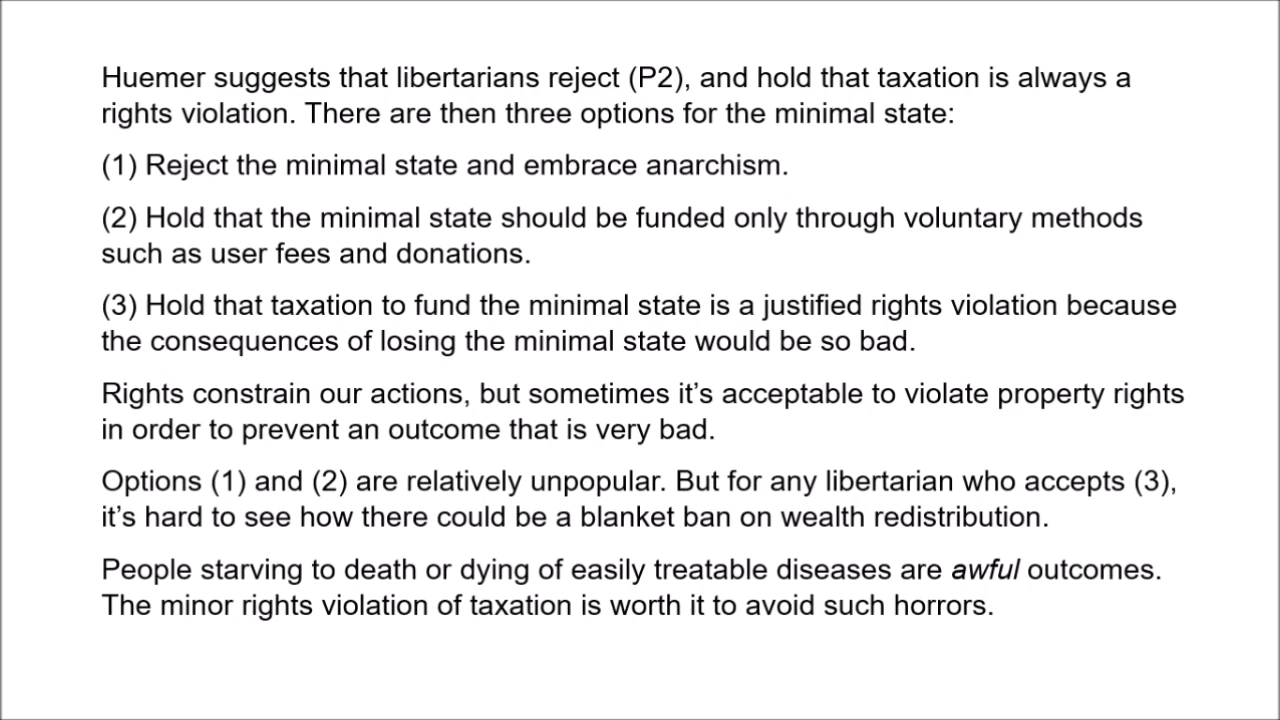 Huemer suggests that libertarians reject (P2), and hold that taxation is always a
rights violation. There are then three options for the minimal state:
(1) Reject the minimal state and embrace anarchism.
(2) Hold that the minimal state should be funded only through voluntary methods
such as user fees and donations.
(3) Hold that taxation to fund the minimal state is a justified rights violation because
the consequences of losing the minimal state would be so bad.
Rights constrain our actions, but sometimes it’s acceptable to violate property rights
in order to prevent an outcome that is very bad.
Options (1) and (2) are relatively unpopular. But for any libertarian who accepts (3),
it’s hard to see how there could be a blanket ban on wealth redistribution.
People starving to death or dying of easily treatable diseases are awful outcomes.
The minor rights violation of taxation is worth it to avoid such horrors.